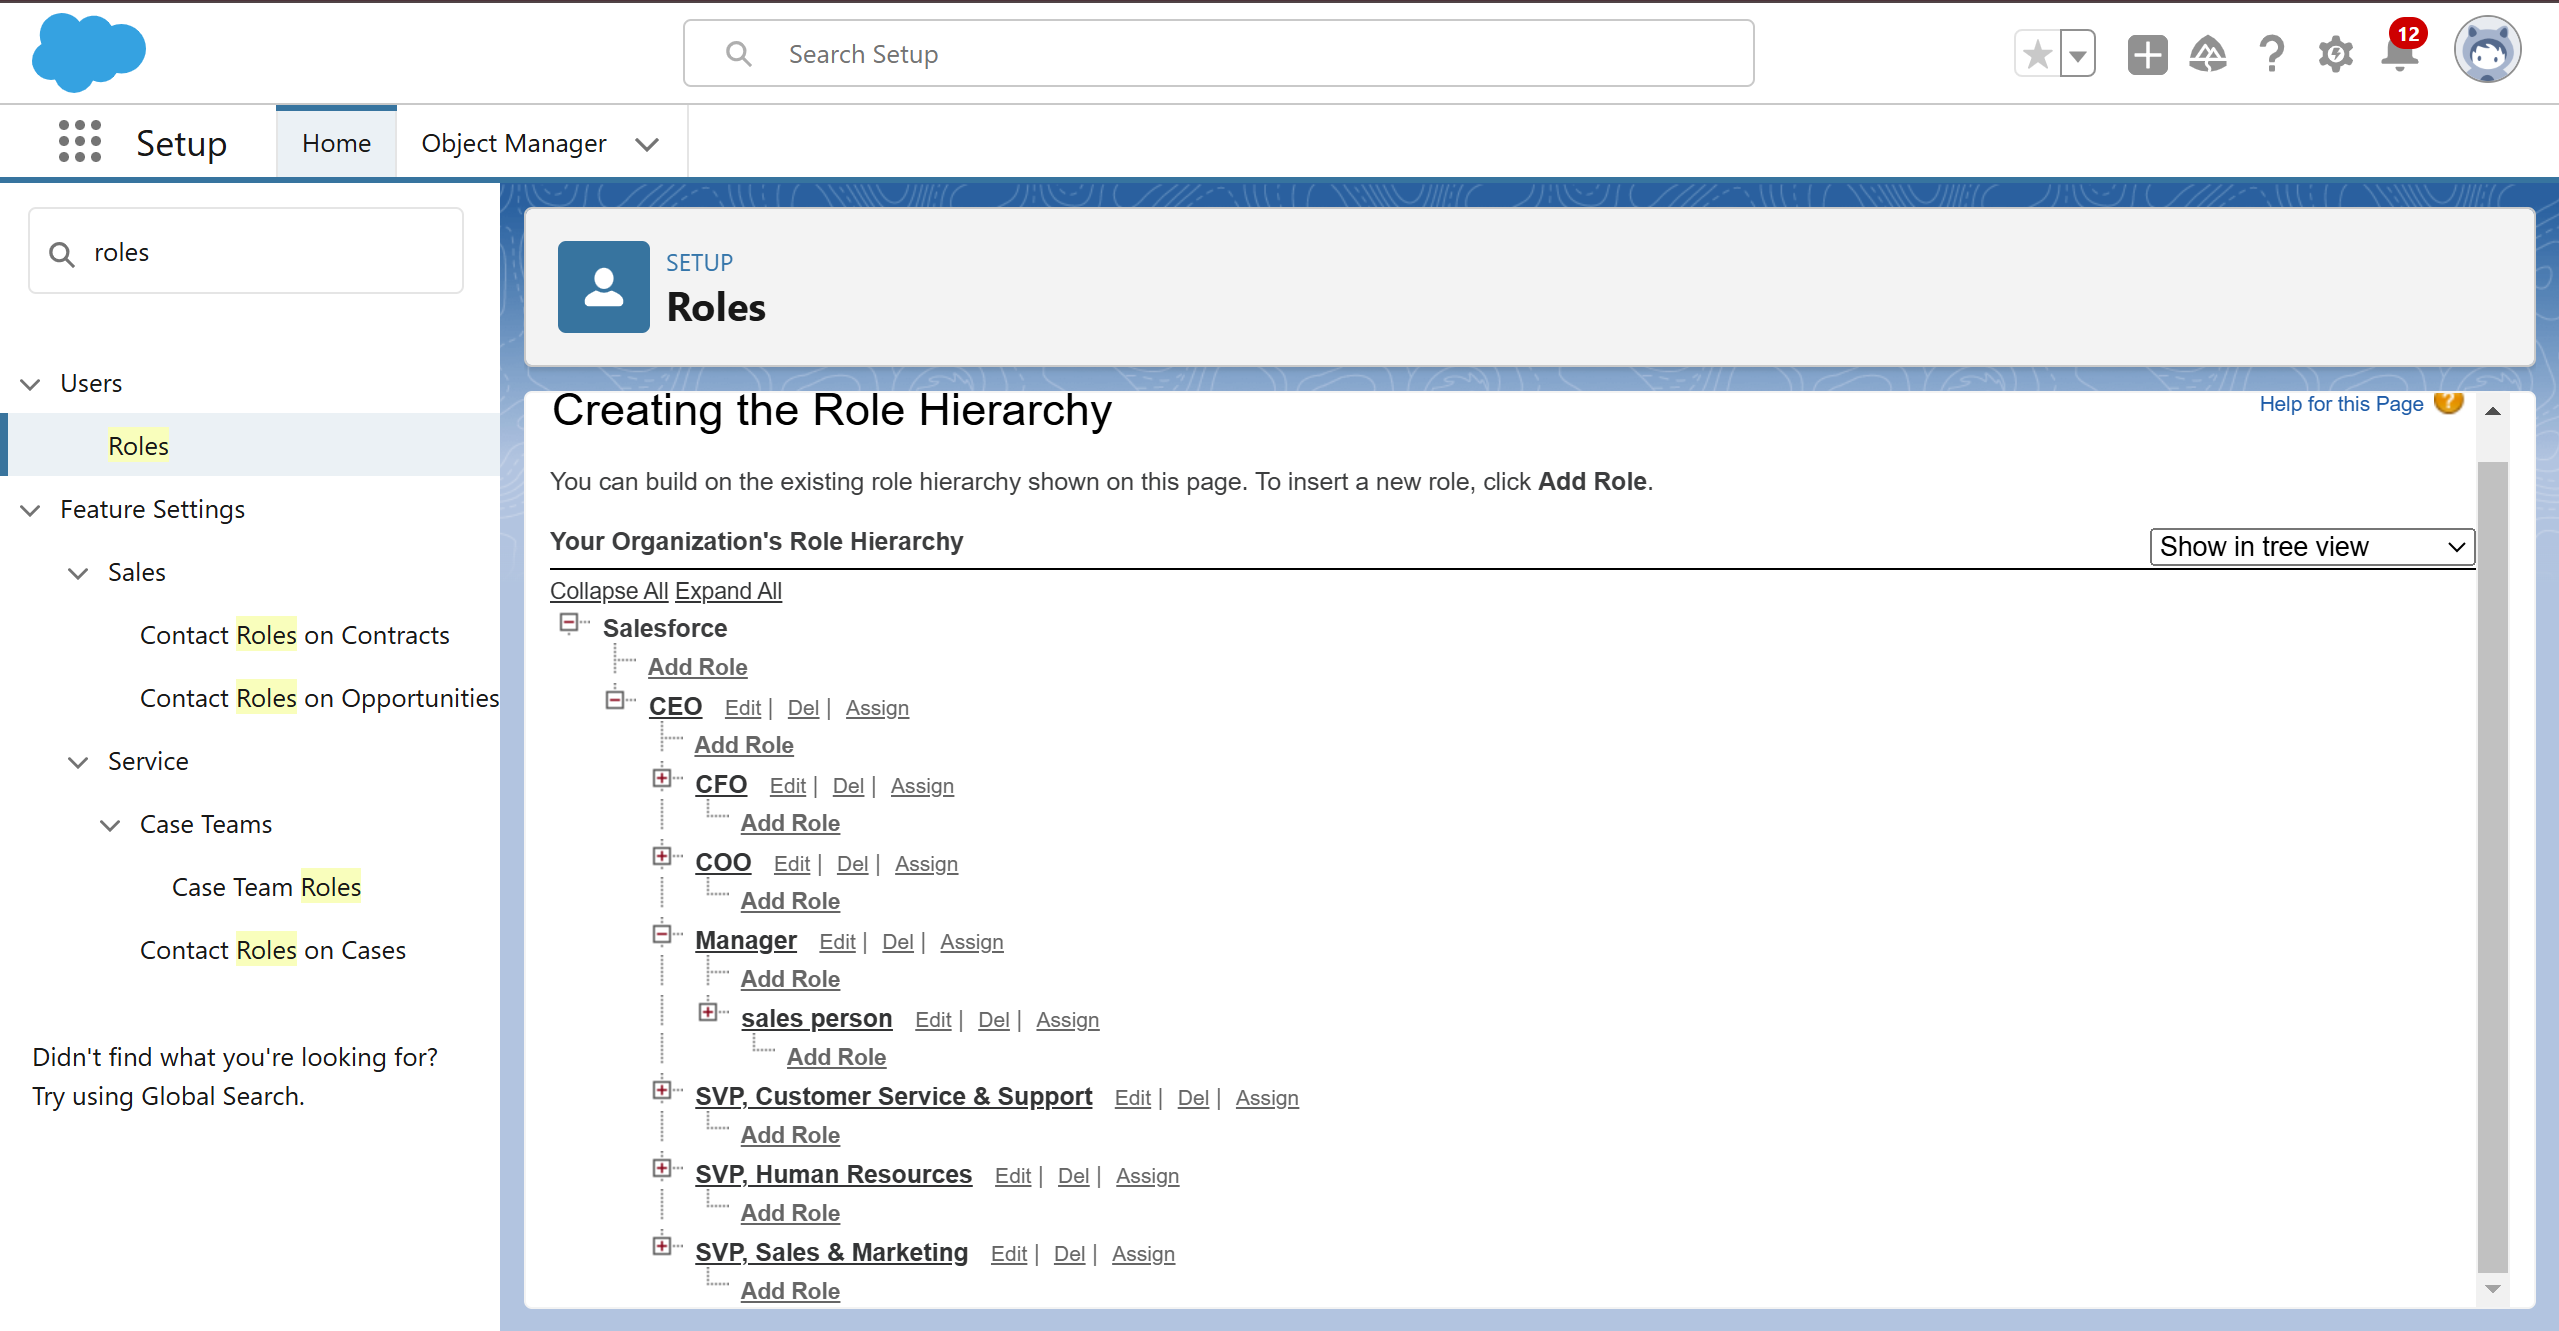 Search Setup
12
Setup
Home
Object Manager
roles
Users
Roles
Feature Settings
Sales
Contact Roles on Contracts
Contact Roles on Opportunities
Service
Case Teams
Case Team Roles
Contact Roles on Cases
Didn't find what you're looking for?
Try using Global Search.
SETUP
Roles
Creating the Role Hierarchy
Help for this Page ?
You can build on the existing role hierarchy shown on this page. To insert a new role, click Add Role.
Your Organization's Role Hierarchy
Show in tree view
Collapse All Expand All
Salesforce
Add Role
CEO Edit | Del | Assign
Add Role
CFO Edit | Del | Assign
Add Role
COO Edit | Del | Assign
Add Role
Manager Edit | Del | Assign
Add Role
sales person Edit | Del | Assign
Add Role
SVP, Customer Service & Support Edit | Del | Assign
Add Role
SVP, Human Resources Edit | Del | Assign
Add Role
SVP, Sales & Marketing Edit | Del | Assign
Add Role